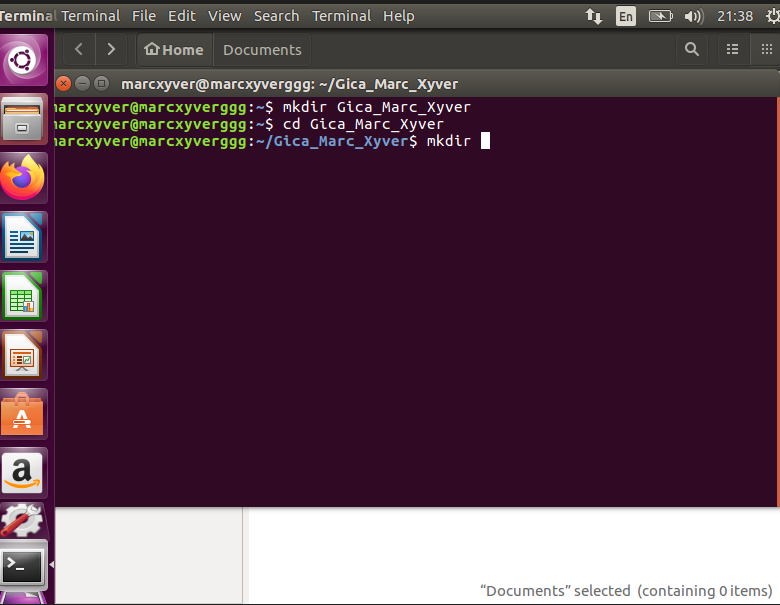 Terminal Terminal File Edit View Search Terminal Help En 21:38
Home Documents
marcxyver@marcxyverggg: ~/Gica_Marc_Xyver
marcxyver@marcxyverggg:~$ mkdir Gica_Marc_Xyver
marcxyver@marcxyverggg:~$ cd Gica_Marc_Xyver
marcxyver@marcxyverggg:~/Gica_Marc_Xyver$ mkdir
“Documents” selected (containing 0 items)